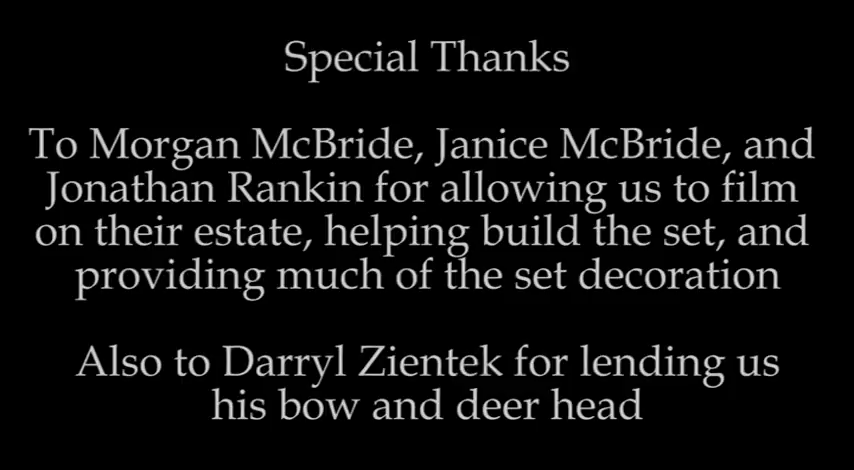 Special Thanks
To Morgan McBride, Janice McBride, and
Jonathan Rankin for allowing us to film
on their estate, helping build the set, and
providing much of the set decoration
Also to Darryl Zientek for lending us
his bow and deer head